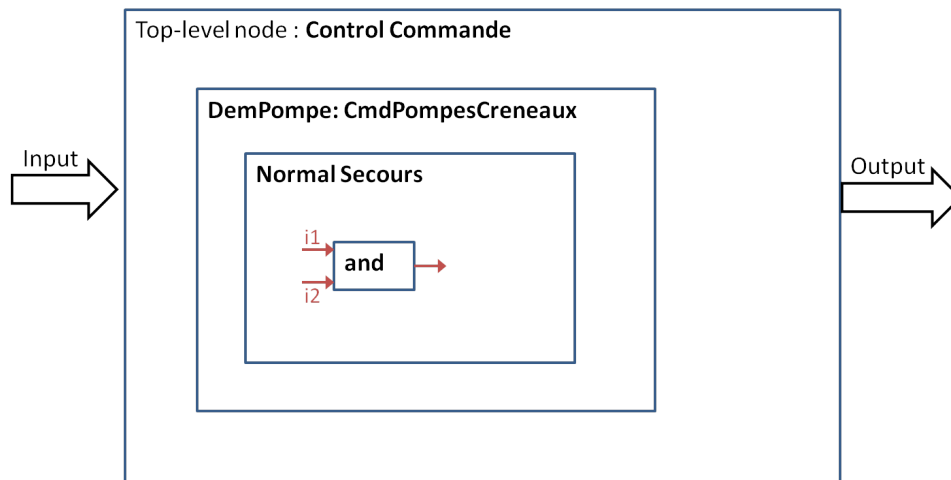 Top-level node : Control Commande
DemPompe: CmdPompesCreneaux
Input
Output
Normal Secours
i1
and
i2